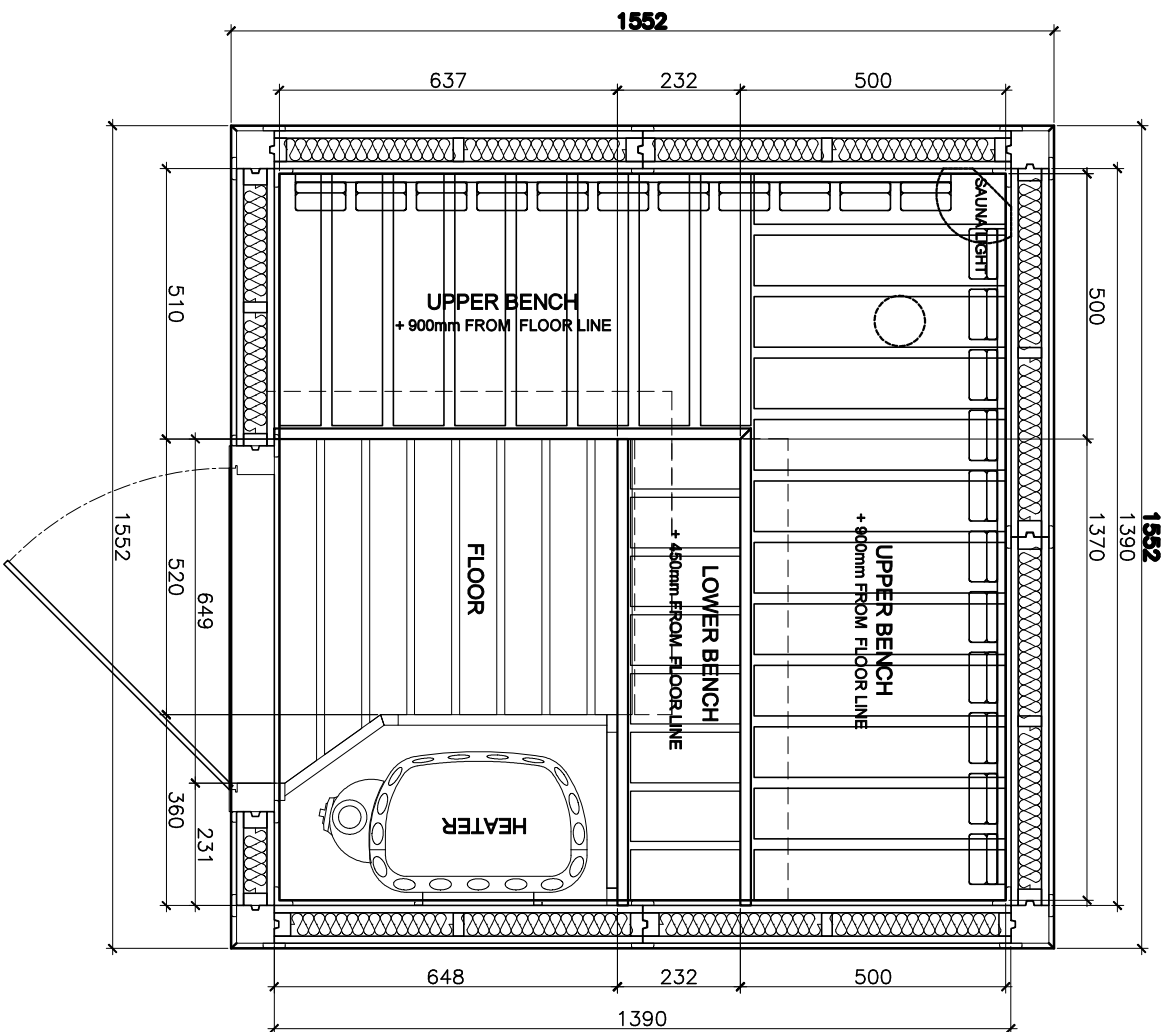 1552
637
232
500
SAUNA LIGHT
UPPER BENCH
+ 900mm FROM FLOOR LINE
510
500
1552
1390
1370
1552
520
649
FLOOR
LOWER BENCH
+ 450mm FROM FLOOR LINE
UPPER BENCH
+ 900mm FROM FLOOR LINE
HEATER
360
231
648
232
500
1390